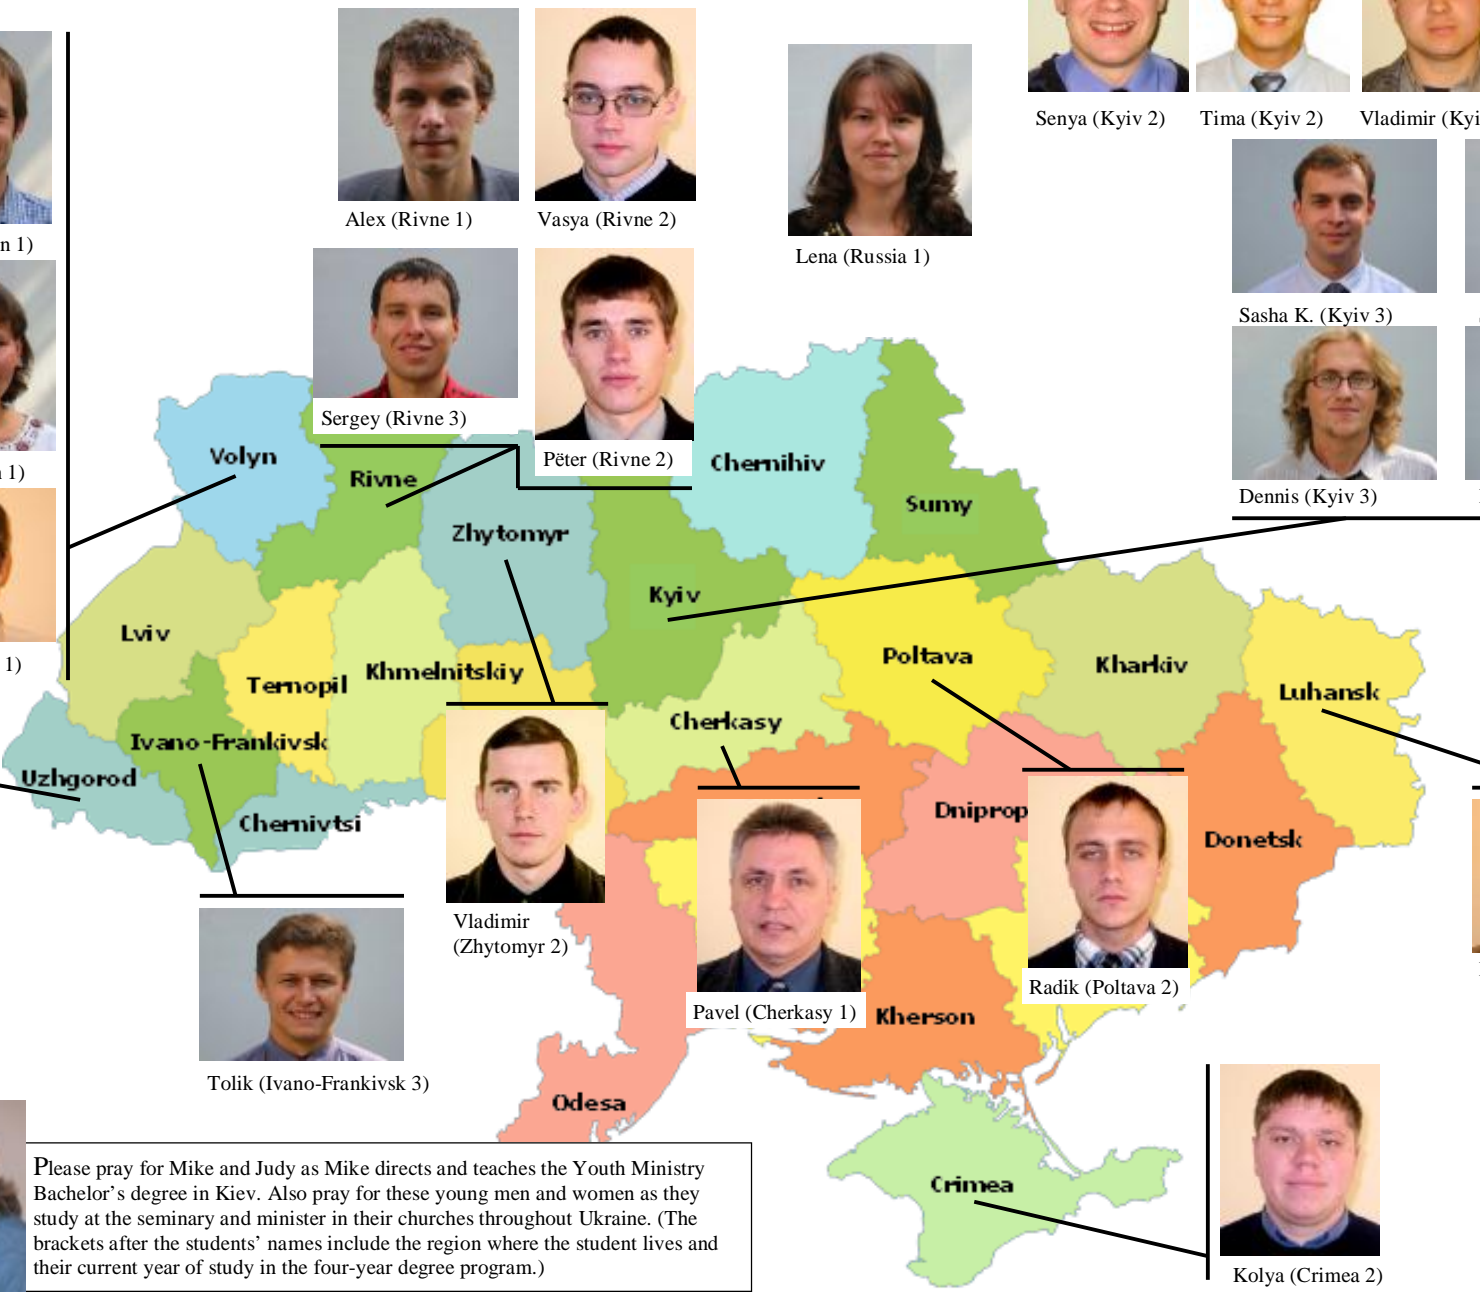 Senya (Kyiv 2)
Tima (Kyiv 2)
Vladimir (Kyi
Alex (Rivne 1)
Vasya (Rivne 2)
n 1)
Lena (Russia 1)
Sasha K. (Kyiv 3)
Sergey (Rivne 3)
Pëter (Rivne 2)
1)
Dennis (Kyiv 3)
Volyn
Rivne
Chernihiv
Sumy
Zhytomyr
Kyiv
Lviv
1)
Ternopil
Khmelnitskiy
Poltava
Kharkiv
Luhansk
Cherkasy
Ivano-Frankivsk
Uzhgorod
Chernivtsi
Dniprop
Donetsk
Vladimir
(Zhytomyr 2)
Radik (Poltava 2)
Pavel (Cherkasy 1)
Kherson
Tolik (Ivano-Frankivsk 3)
Odesa
Crimea
Kolya (Crimea 2)
Please pray for Mike and Judy as Mike directs and teaches the Youth Ministry
Bachelor's degree in Kiev. Also pray for these young men and women as they
study at the seminary and minister in their churches throughout Ukraine. (The
brackets after the students' names include the region where the student lives and
their current year of study in the four-year degree program.)